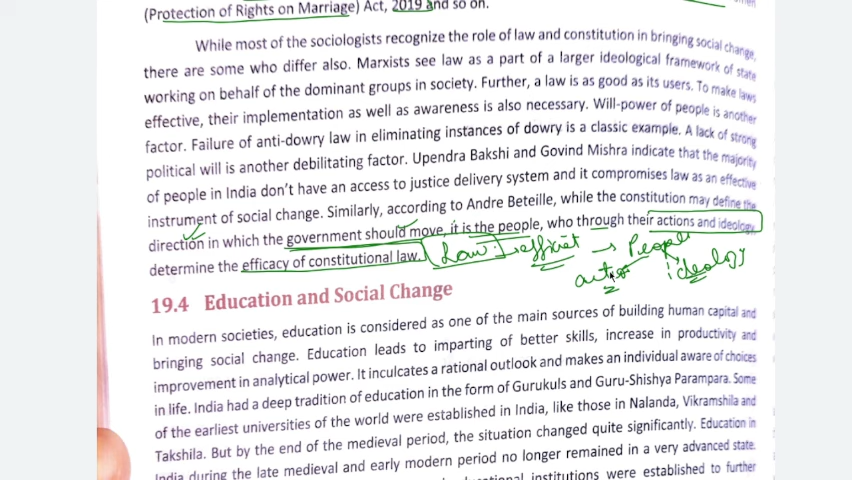 (Protection of Rights on Marriage) Act, 2019 and so on.
While most of the sociologists recognize the role of law and constitution in bringing social change,
there are some who differ also. Marxists see law as a part of a larger ideological framework of state
working on behalf of the dominant groups in society. Further, a law is as good as its users. To make laws
effective, their implementation as well as awareness is also necessary. Will-power of people is another
factor. Failure of anti-dowry law in eliminating instances of dowry is a classic example. A lack of strong
political will is another debilitating factor. Upendra Bakshi and Govind Mishra indicate that the majority
of people in India don't have an access to justice delivery system and it compromises law as an effective
instrument of social change. Similarly, according to Andre Beteille, while the constitution may define the
direction in which the government should move, it is the people, who through their actions and ideology
determine the efficacy of constitutional law. Law → efficient → People
action ideology
19.4 Education and Social Change
In modern societies, education is considered as one of the main sources of building human capital and
bringing social change. Education leads to imparting of better skills, increase in productivity and
improvement in analytical power. It inculcates a rational outlook and makes an individual aware of choices
in life. India had a deep tradition of education in the form of Gurukuls and Guru-Shishya Parampara. Some
of the earliest universities of the world were established in India, like those in Nalanda, Vikramshila and
Takshila. But by the end of the medieval period, the situation changed quite significantly. Education in
India during the late medieval and early modern period no longer remained in a very advanced state.
institutions were established to further